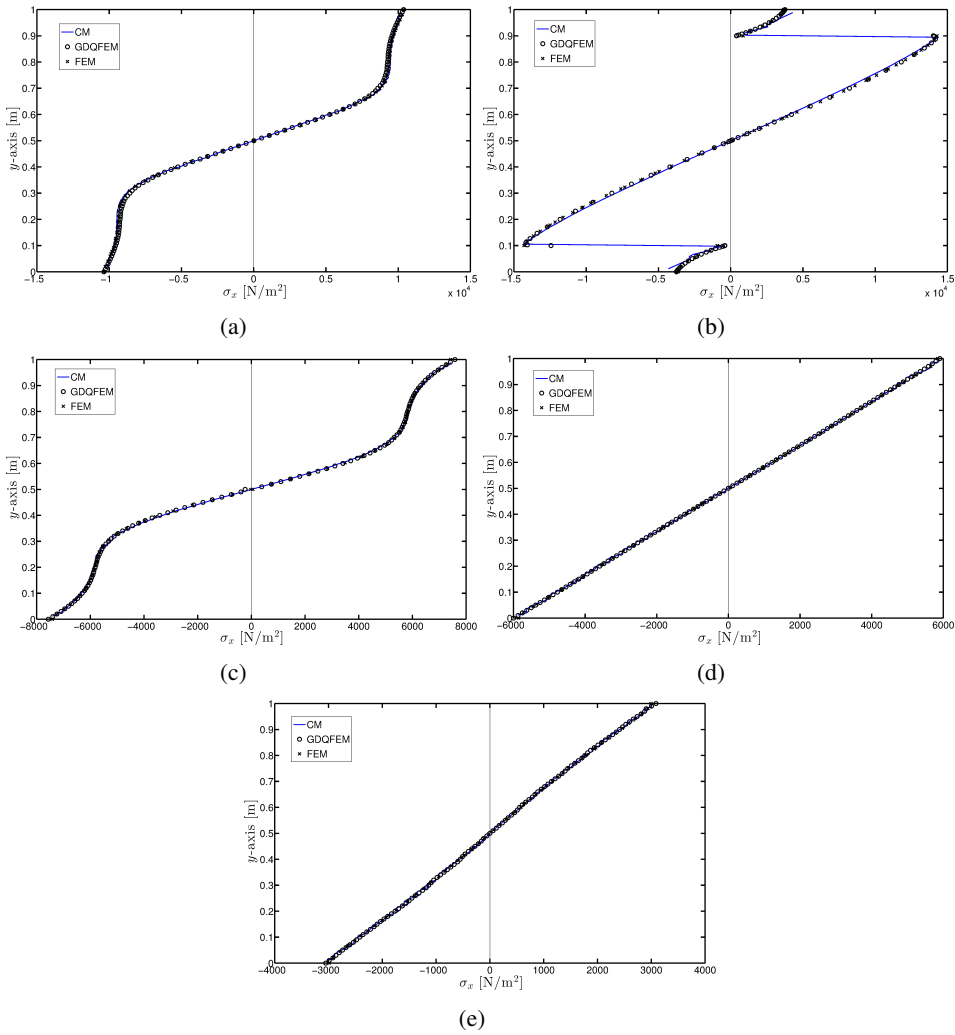 1
0.9
0.8
0.7
0.6
0.5
0.4
0.3
0.2
0.1
0
y-axis [m]
CM
GDQFEM
FEM
−1.5 −1 −0.5 0 0.5 1 1.5
x 10⁴
σx [N/m²]
(a)
1
0.9
0.8
0.7
0.6
0.5
0.4
0.3
0.2
0.1
0
y-axis [m]
CM
GDQFEM
FEM
−1.5 −1 −0.5 0 0.5 1 1.5
x 10⁴
σx [N/m²]
(b)
1
0.9
0.8
0.7
0.6
0.5
0.4
0.3
0.2
0.1
0
y-axis [m]
CM
GDQFEM
FEM
−8000 −6000 −4000 −2000 0 2000 4000 6000 8000
σx [N/m²]
(c)
1
0.9
0.8
0.7
0.6
0.5
0.4
0.3
0.2
0.1
0
y-axis [m]
CM
GDQFEM
FEM
−6000 −4000 −2000 0 2000 4000 6000
σx [N/m²]
(d)
1
0.9
0.8
0.7
0.6
0.5
0.4
0.3
0.2
0.1
0
y-axis [m]
CM
GDQFEM
FEM
−4000 −3000 −2000 −1000 0 1000 2000 3000 4000
σx [N/m²]
(e)